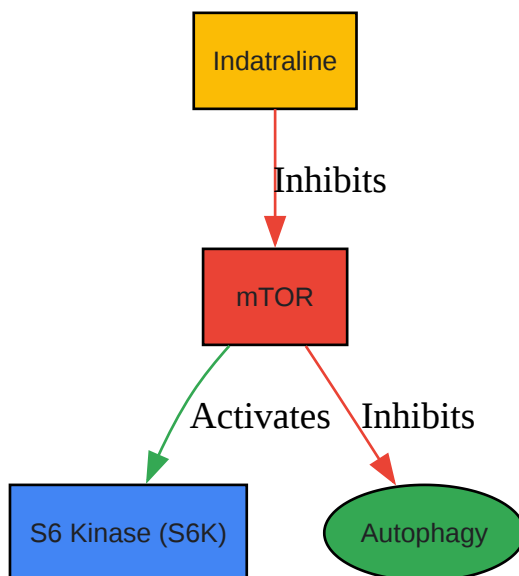 Indatraline
Inhibits
mTOR
Activates
Inhibits
S6 Kinase (S6K)
Autophagy